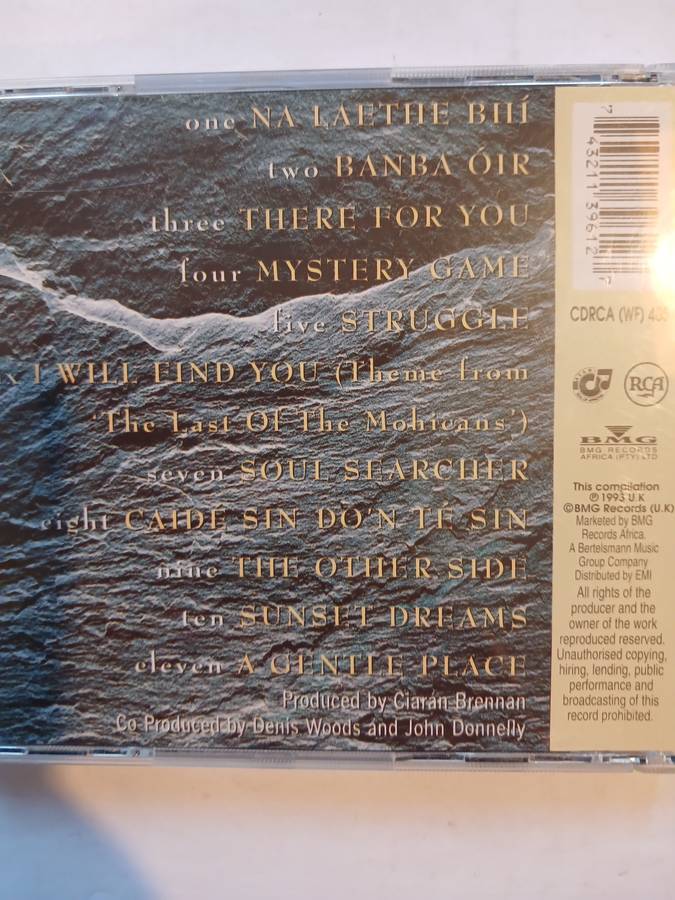 one NA LAETHE BHÍ
two BANBA ÓIR
three THERE FOR YOU
four MYSTERY GAME
five STRUGGLE
I WILL FIND YOU (Theme from
'The Last Of The Mohicans')
seven SOUL SEARCHER
eight CAIDE SIN DO'N TÉ SIN
nine THE OTHER SIDE
ten SUNSET DREAMS
eleven A GENTLE PLACE
Produced by Ciarán Brennan
Co Produced by Denis Woods and John Donnelly
7 43211 39612 7
CDRCA (WF)
RCA
BMG
BMG RECORDS
AFRICA (PTY) LTD
This compilation
℗ 1993 U.K
©BMG Records (U.K)
Marketed by BMG
Records Africa.
A Bertelsmann Music
Group Company
Distributed by EMI
All rights of the
producer and the
owner of the work
reproduced reserved.
Unauthorised copying,
hiring, lending, public
performance and
broadcasting of this
record prohibited.